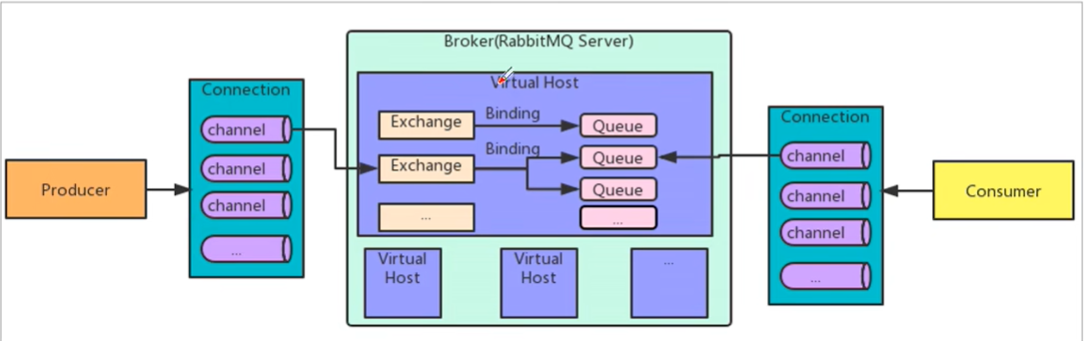 Broker(RabbitMQ Server)
Virtual Host
Connection
channel
channel
channel
...
Producer
Exchange
Binding
Queue
Exchange
Binding
Queue
Queue
...
...
Virtual
Host
Virtual
Host
...
Connection
channel
channel
channel
...
Consumer